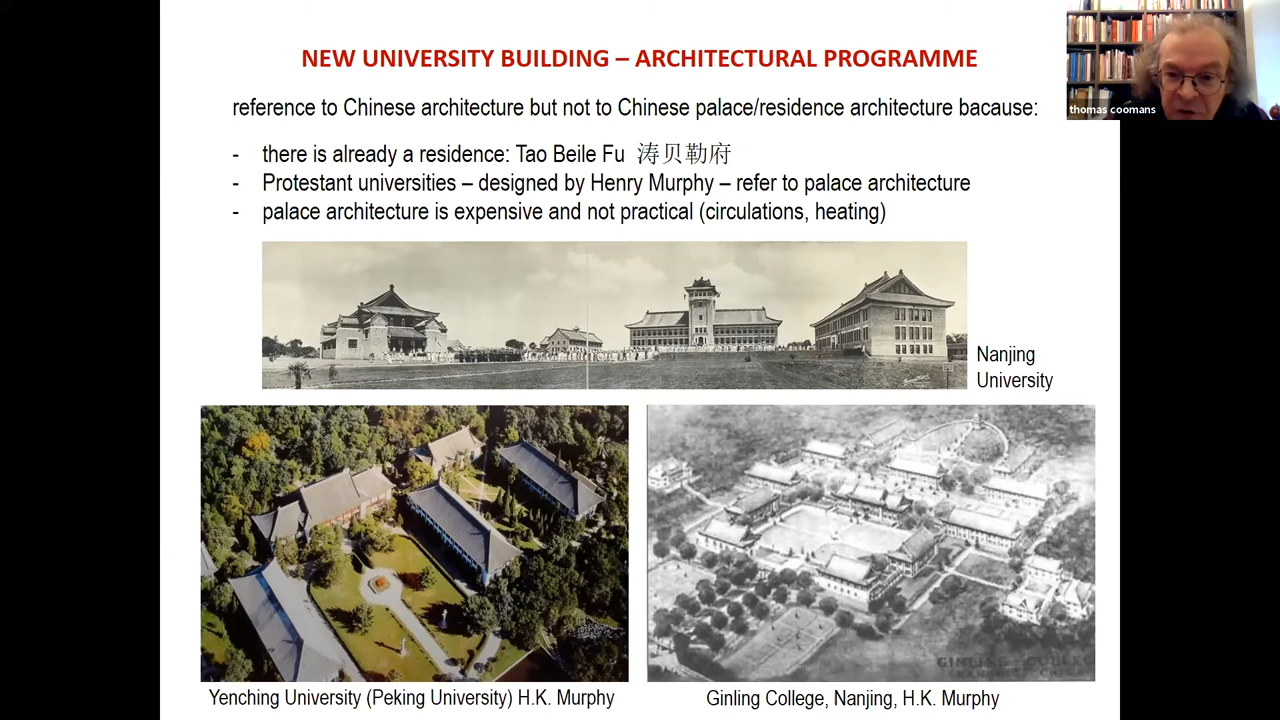 NEW UNIVERSITY BUILDING – ARCHITECTURAL PROGRAMME
thomas coomans
reference to Chinese architecture but not to Chinese palace/residence architecture bacause:
- there is already a residence: Tao Beile Fu 涛贝勒府
- Protestant universities – designed by Henry Murphy – refer to palace architecture
- palace architecture is expensive and not practical (circulations, heating)
Nanjing
University
GINLING COLLEGE
Yenching University (Peking University) H.K. Murphy
Ginling College, Nanjing, H.K. Murphy